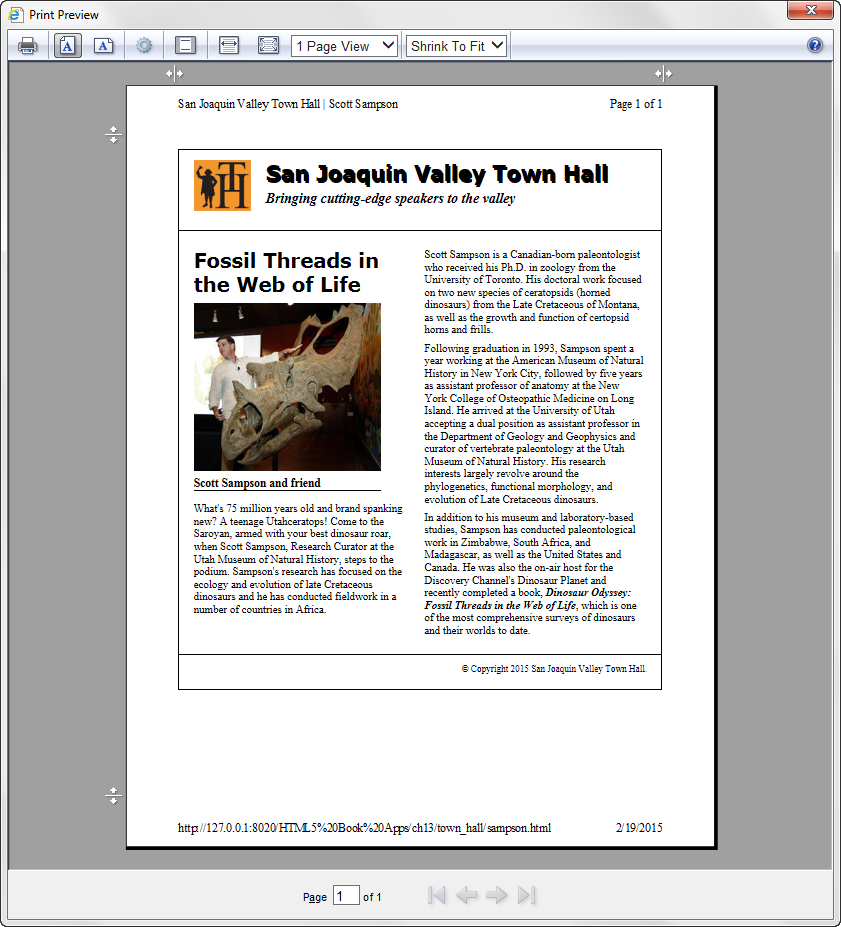 Print Preview
A A 1 Page View Shrink To Fit ?
San Joaquin Valley Town Hall | Scott Sampson Page 1 of 1
TH
San Joaquin Valley Town Hall
Bringing cutting-edge speakers to the valley
Fossil Threads in
the Web of Life
Scott Sampson and friend
What's 75 million years old and brand spanking
new? A teenage Utahceratops! Come to the
Saroyan, armed with your best dinosaur roar,
when Scott Sampson, Research Curator at the
Utah Museum of Natural History, steps to the
podium. Sampson's research has focused on the
ecology and evolution of late Cretaceous
dinosaurs and he has conducted fieldwork in a
number of countries in Africa.
Scott Sampson is a Canadian-born paleontologist
who received his Ph.D. in zoology from the
University of Toronto. His doctoral work focused
on two new species of ceratopsids (horned
dinosaurs) from the Late Cretaceous of Montana,
as well as the growth and function of certopsid
horns and frills.
Following graduation in 1993, Sampson spent a
year working at the American Museum of Natural
History in New York City, followed by five years
as assistant professor of anatomy at the New
York College of Osteopathic Medicine on Long
Island. He arrived at the University of Utah
accepting a dual position as assistant professor in
the Department of Geology and Geophysics and
curator of vertebrate paleontology at the Utah
Museum of Natural History. His research
interests largely revolve around the
phylogenetics, functional morphology, and
evolution of Late Cretaceous dinosaurs.
In addition to his museum and laboratory-based
studies, Sampson has conducted paleontological
work in Zimbabwe, South Africa, and
Madagascar, as well as the United States and
Canada. He was also the on-air host for the
Discovery Channel's Dinosaur Planet and
recently completed a book, Dinosaur Odyssey:
Fossil Threads in the Web of Life, which is one
of the most comprehensive surveys of dinosaurs
and their worlds to date.
© Copyright 2015 San Joaquin Valley Town Hall.
http://127.0.0.1:8020/HTML5%20Book%20Apps/ch13/town_hall/sampson.html 2/19/2015
Page 1 of 1